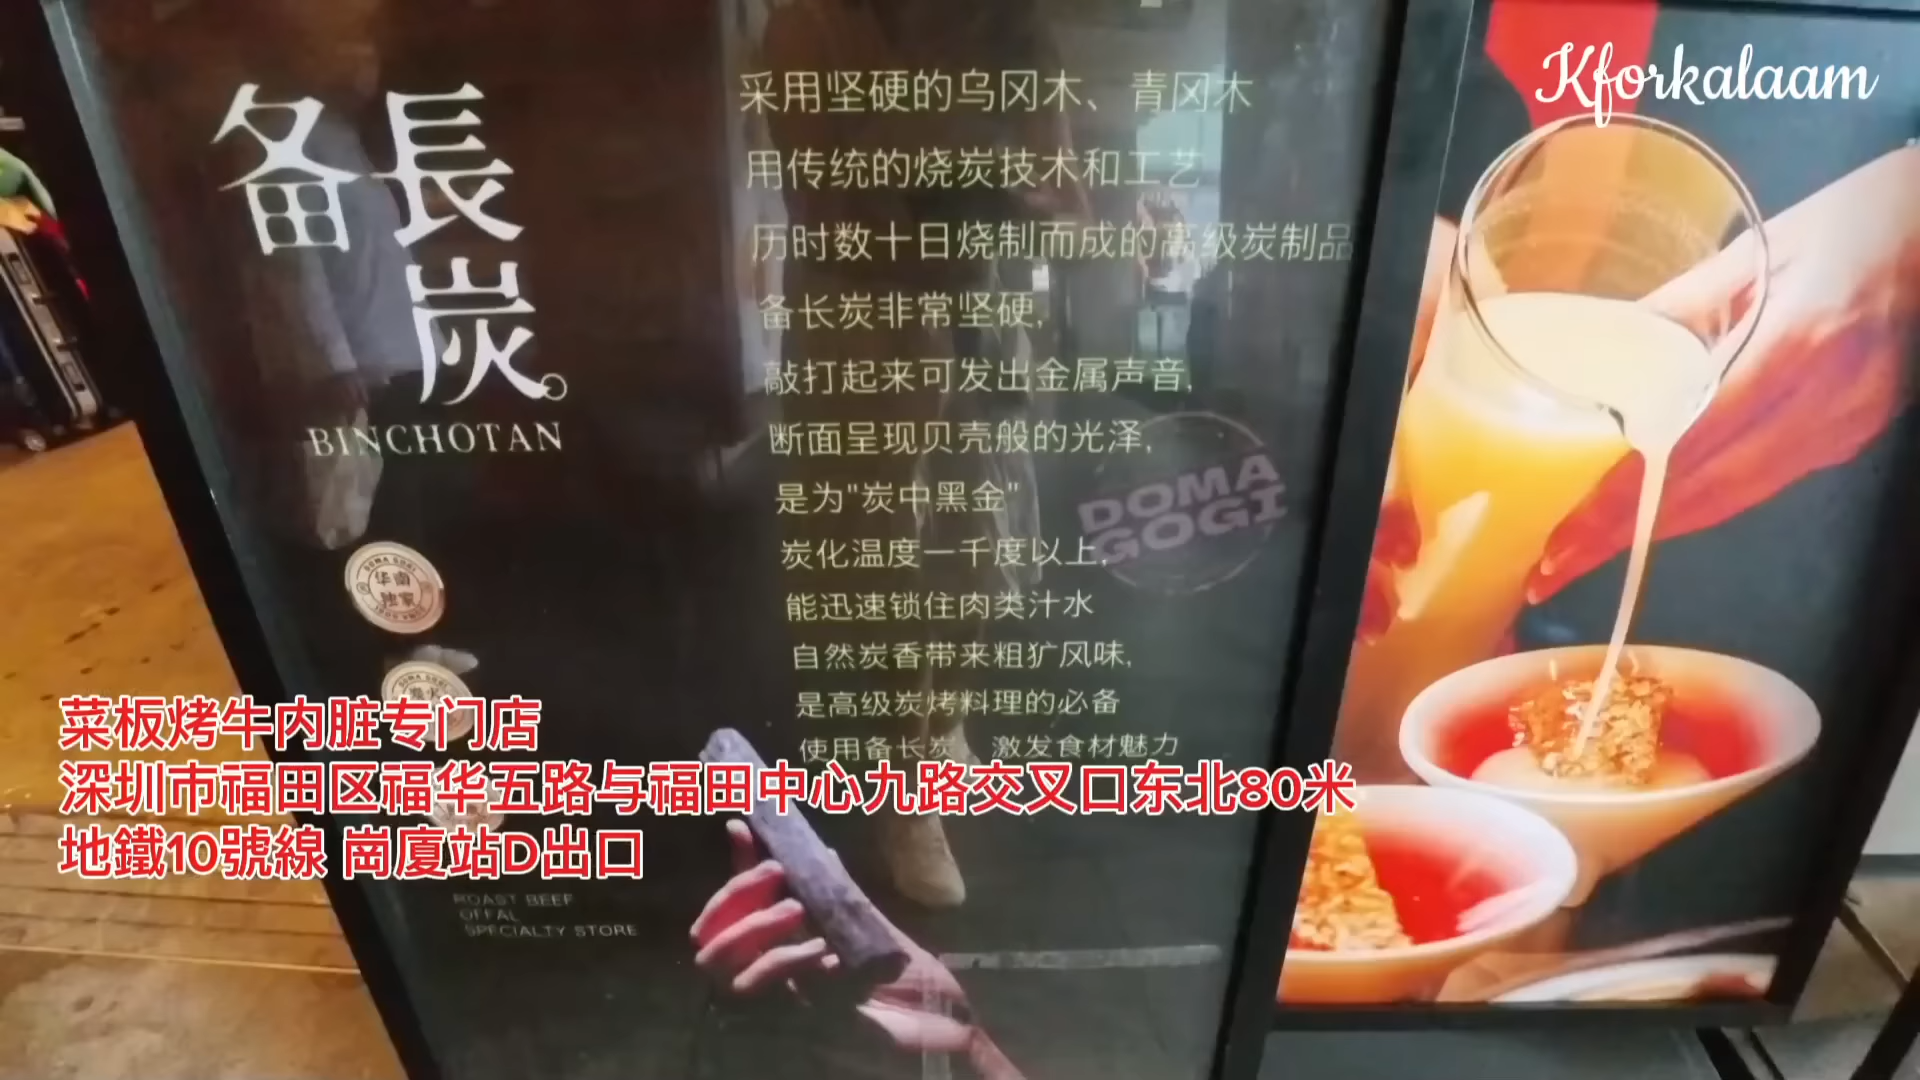 Kforkalaam
备長
炭。
BINCHOTAN
采用坚硬的乌冈木、青冈木
用传统的烧炭技术和工艺
历时数十日烧制而成的高级炭制品
备长炭非常坚硬,
敲打起来可发出金属声音,
断面呈现贝壳般的光泽,
是为"炭中黑金"
炭化温度一千度以上,
能迅速锁住肉类汁水
自然炭香带来粗犷风味,
是高级炭烤料理的必备
使用备长炭 激发食材魅力
DOMA
GOGI
华南
独家
菜板烤牛内脏专门店
深圳市福田区福华五路与福田中心九路交叉口东北80米
地鐵10號線 崗廈站D出口
ROAST BEEF
OFFAL
SPECIALTY STORE